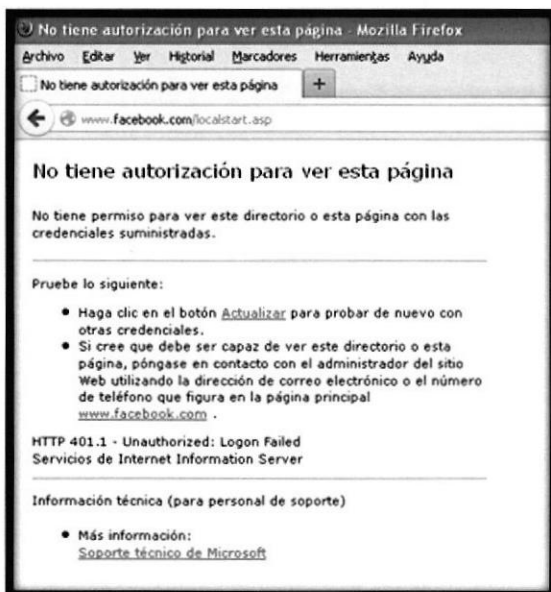 No tiene autorización para ver esta página - Mozilla Firefox
Archivo Editar Ver Historial Marcadores Herramientas Ayuda
No tiene autorización para ver esta página +
www.facebook.com/localstart.asp
No tiene autorización para ver esta página
No tiene permiso para ver este directorio o esta página con las
credenciales suministradas.
Pruebe lo siguiente:
• Haga clic en el botón Actualizar para probar de nuevo con
otras credenciales.
• Si cree que debe ser capaz de ver este directorio o esta
página, póngase en contacto con el administrador del sitio
Web utilizando la dirección de correo electrónico o el número
de teléfono que figura en la página principal
www.facebook.com .
HTTP 401.1 - Unauthorized: Logon Failed
Servicios de Internet Information Server
Información técnica (para personal de soporte)
• Más información:
Soporte técnico de Microsoft